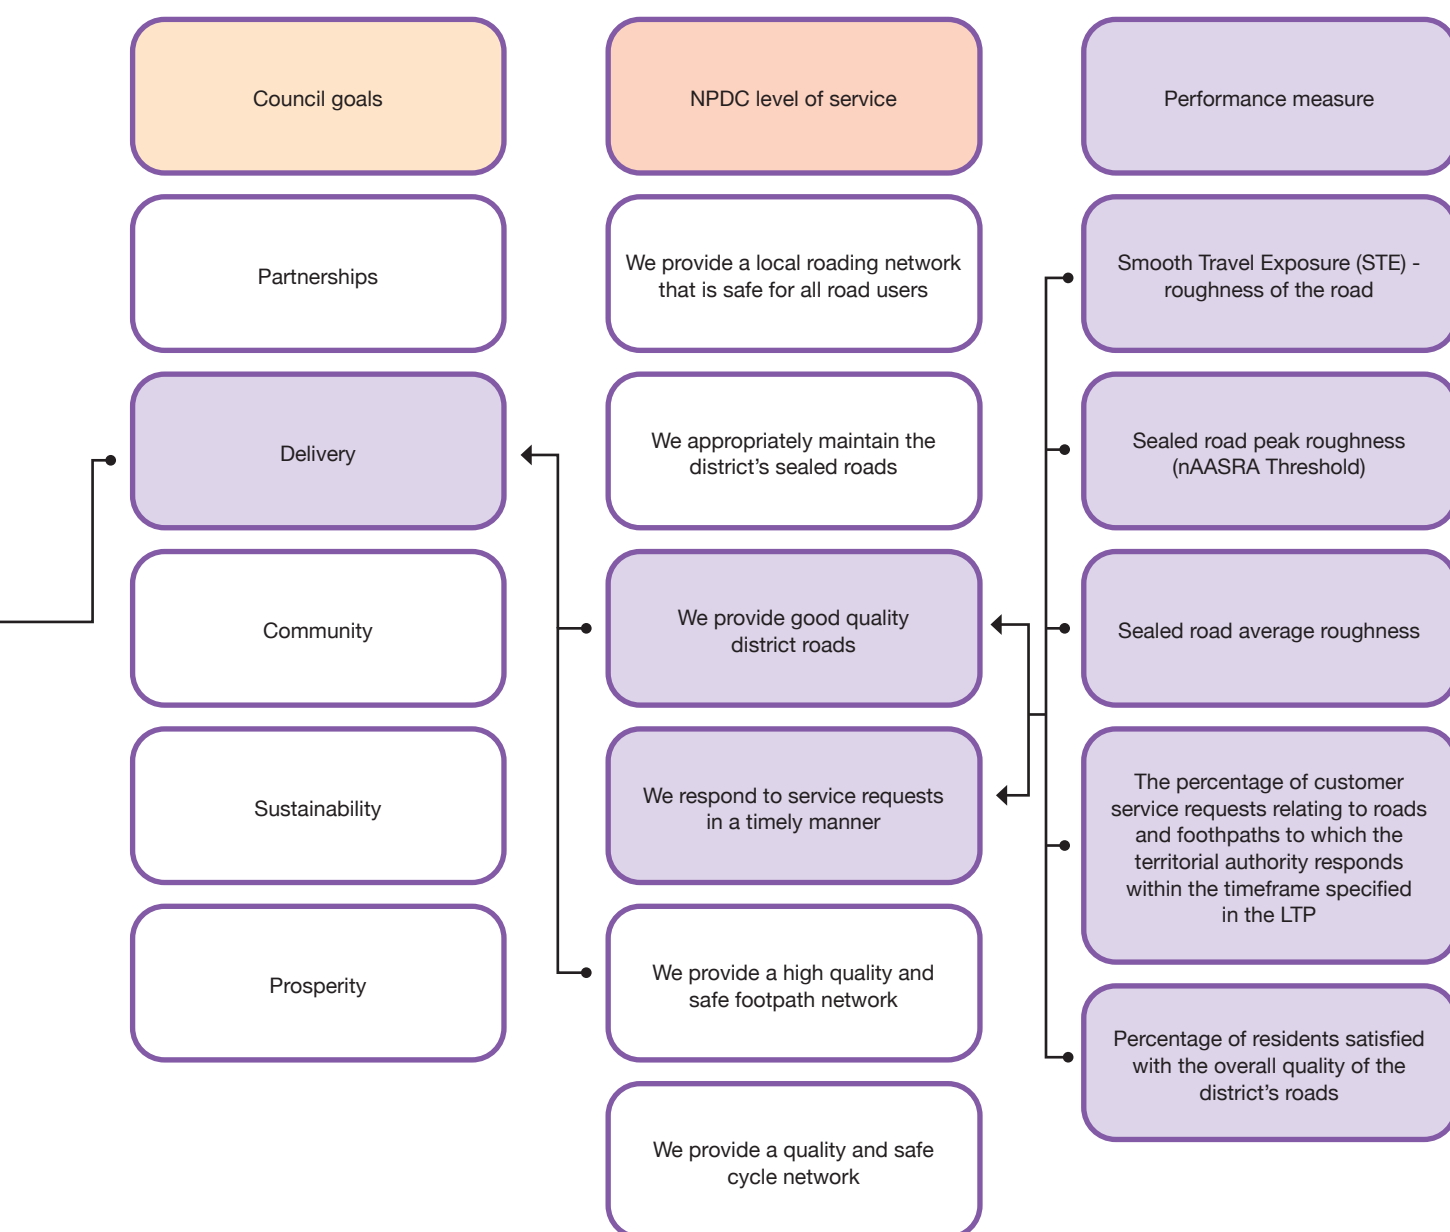 Council goals
NPDC level of service
Performance measure
Partnerships
We provide a local roading network
that is safe for all road users
Smooth Travel Exposure (STE) -
roughness of the road
Delivery
We appropriately maintain the
district's sealed roads
Sealed road peak roughness
(nAASRA Threshold)
Community
We provide good quality
district roads
Sealed road average roughness
Sustainability
We respond to service requests
in a timely manner
The percentage of customer
service requests relating to roads
and foothpaths to which the
territorial authority responds
within the timeframe specified
in the LTP
Prosperity
We provide a high quality and
safe footpath network
Percentage of residents satisfied
with the overall quality of the
district's roads
We provide a quality and safe
cycle network